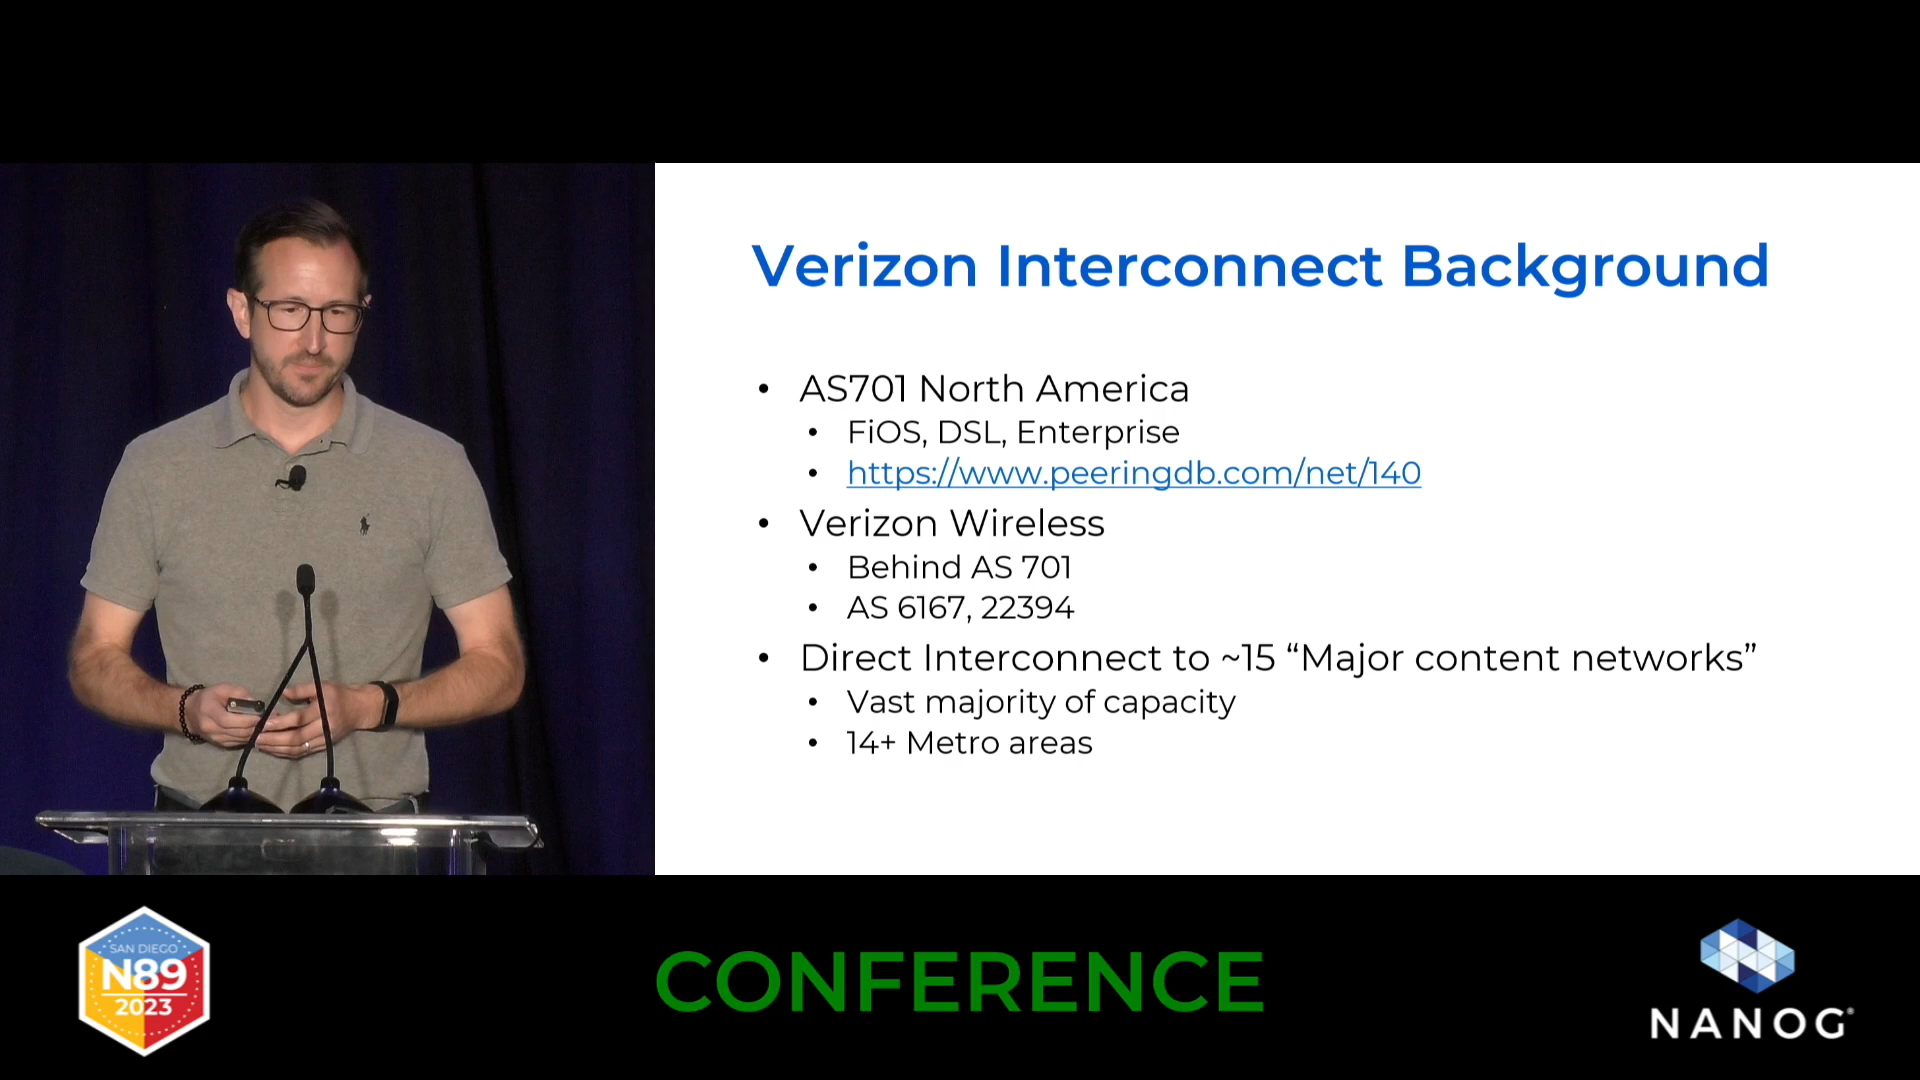 Verizon Interconnect Background
• AS701 North America
• FiOS, DSL, Enterprise
• https://www.peeringdb.com/net/140
• Verizon Wireless
• Behind AS 701
• AS 6167, 22394
• Direct Interconnect to ~15 “Major content networks”
• Vast majority of capacity
• 14+ Metro areas
SAN DIEGO
N89
2023
CONFERENCE
NANOG®